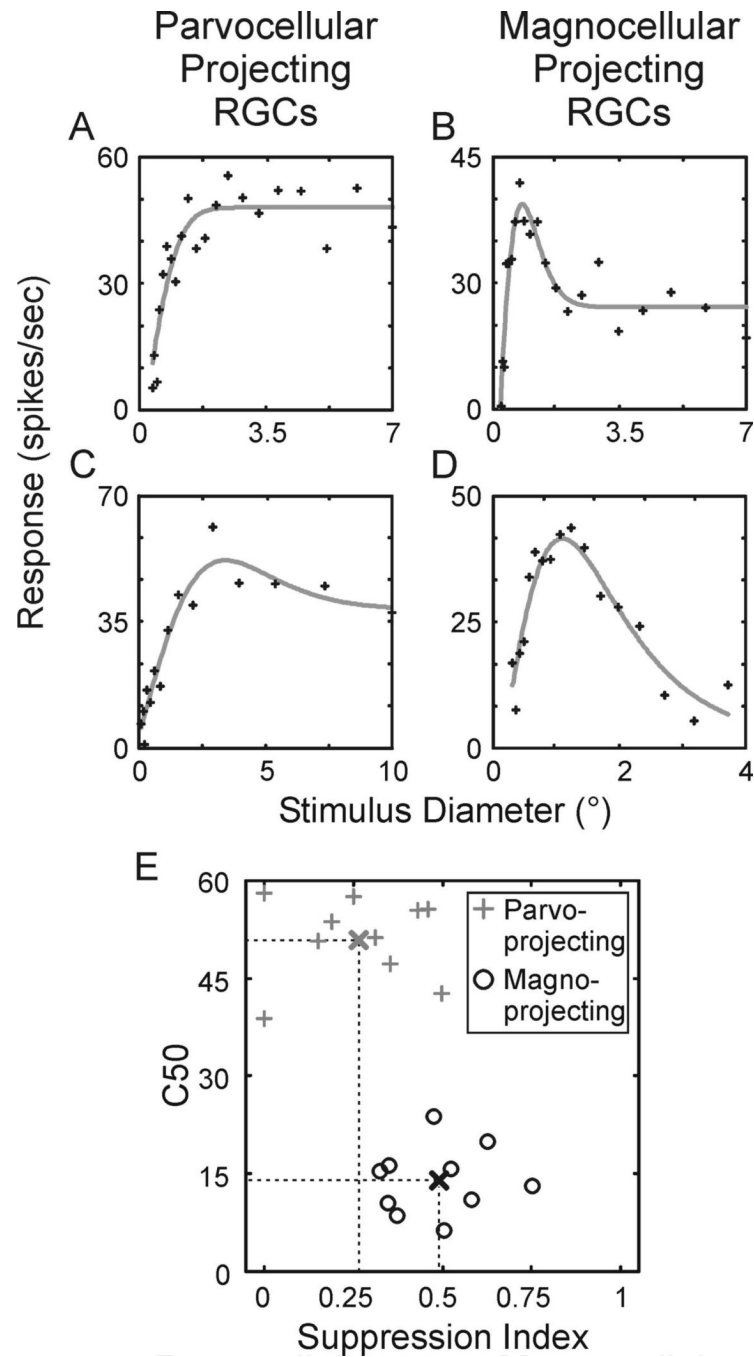 Parvocellular
Projecting
RGCs
Magnocellular
Projecting
RGCs
A
60
30
0
0
3.5
7
B
45
30
15
0
0
3.5
7
C
70
35
0
0
5
10
D
50
25
0
0
2
4
Response (spikes/sec)
Stimulus Diameter (°)
E
60
45
30
15
0
C50
Parvo-
projecting
Magno-
projecting
0
0.25
0.5
0.75
1
Suppression Index